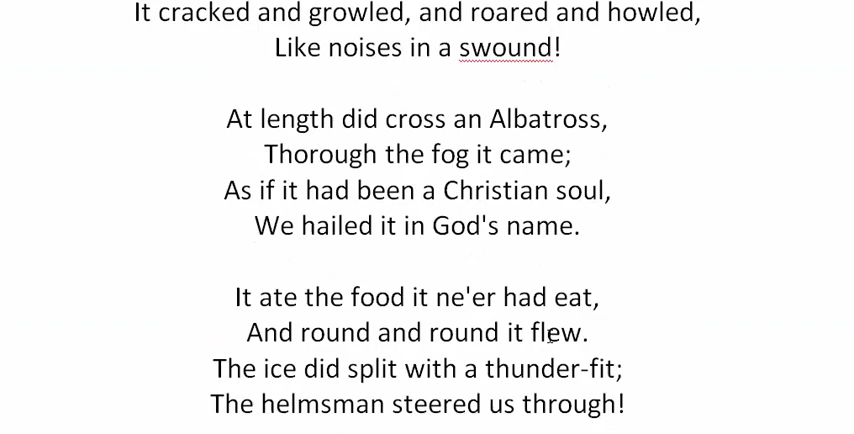 It cracked and growled, and roared and howled,
Like noises in a swound!
At length did cross an Albatross,
Thorough the fog it came;
As if it had been a Christian soul,
We hailed it in God's name.
It ate the food it ne'er had eat,
And round and round it flew.
The ice did split with a thunder-fit;
The helmsman steered us through!